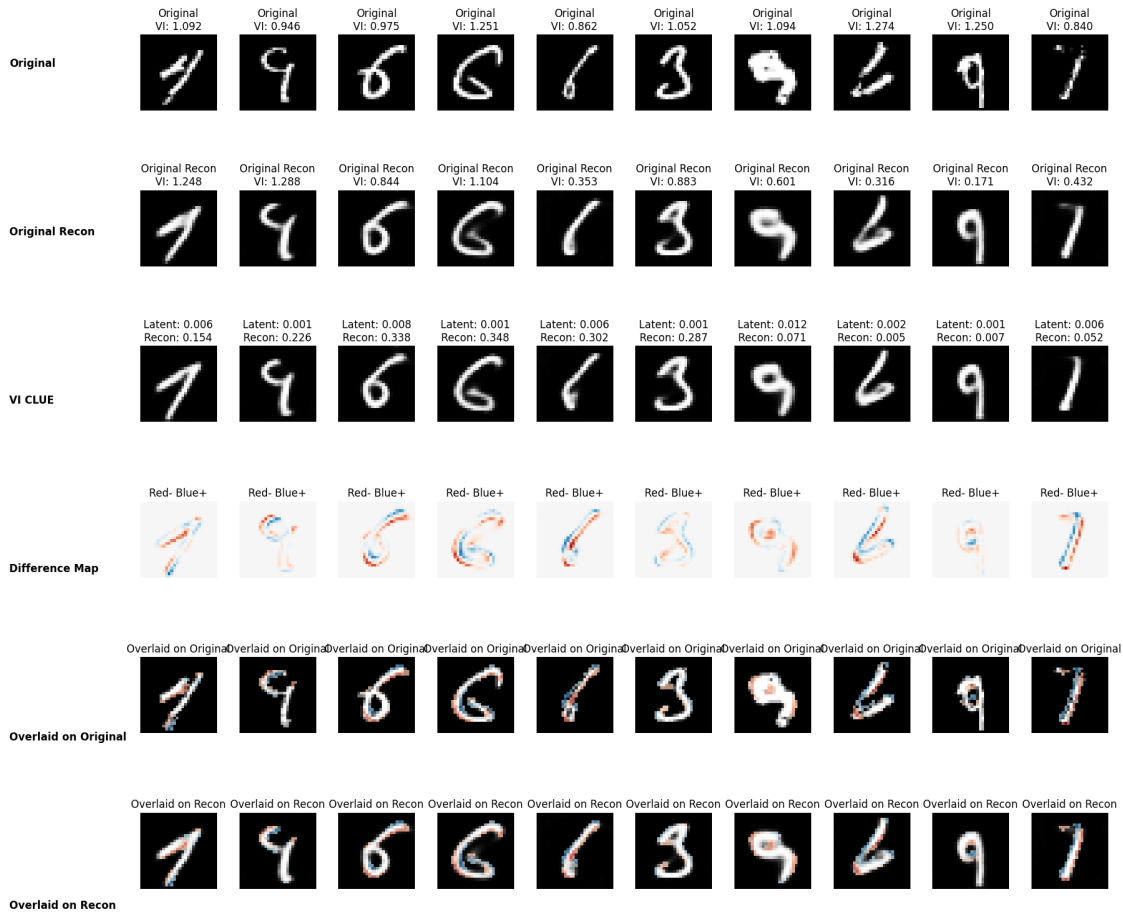 Original Original Original Original Original Original Original Original Original Original
VI: 1.092 VI: 0.946 VI: 0.975 VI: 1.251 VI: 0.862 VI: 1.052 VI: 1.094 VI: 1.274 VI: 1.250 VI: 0.840
Original
Original Recon Original Recon Original Recon Original Recon Original Recon Original Recon Original Recon Original Recon Original Recon Original Recon
VI: 1.248 VI: 1.288 VI: 0.844 VI: 1.104 VI: 0.353 VI: 0.883 VI: 0.601 VI: 0.316 VI: 0.171 VI: 0.432
Original Recon
Latent: 0.006 Latent: 0.001 Latent: 0.008 Latent: 0.001 Latent: 0.006 Latent: 0.001 Latent: 0.012 Latent: 0.002 Latent: 0.001 Latent: 0.006
Recon: 0.154 Recon: 0.226 Recon: 0.338 Recon: 0.348 Recon: 0.302 Recon: 0.287 Recon: 0.071 Recon: 0.005 Recon: 0.007 Recon: 0.052
VI CLUE
Red- Blue+ Red- Blue+ Red- Blue+ Red- Blue+ Red- Blue+ Red- Blue+ Red- Blue+ Red- Blue+ Red- Blue+ Red- Blue+
Difference Map
Overlaid on Original Overlaid on Original Overlaid on Original Overlaid on Original Overlaid on Original Overlaid on Original Overlaid on Original Overlaid on Original Overlaid on Original Overlaid on Original
Overlaid on Original
Overlaid on Recon Overlaid on Recon Overlaid on Recon Overlaid on Recon Overlaid on Recon Overlaid on Recon Overlaid on Recon Overlaid on Recon Overlaid on Recon Overlaid on Recon
Overlaid on Recon